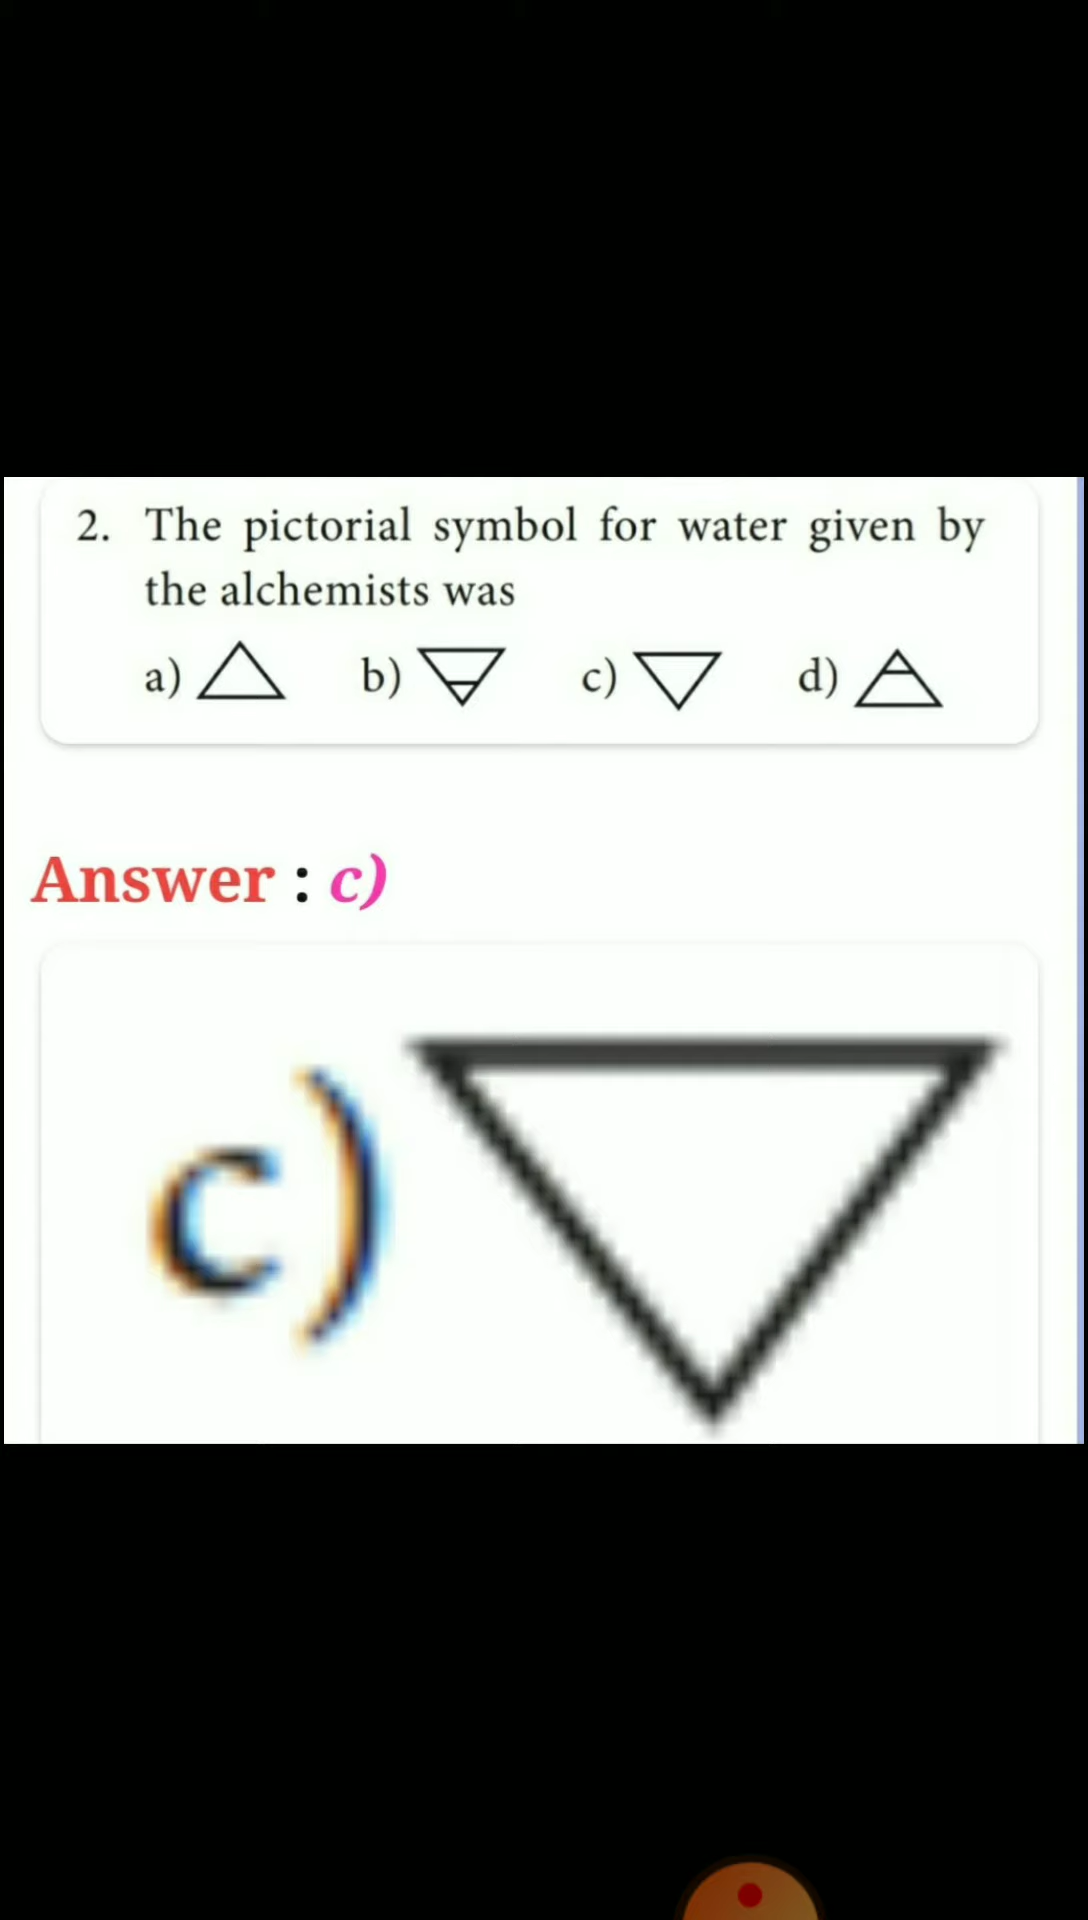 2. The pictorial symbol for water given by
the alchemists was
a) b) c) d)
Answer : c)
c)